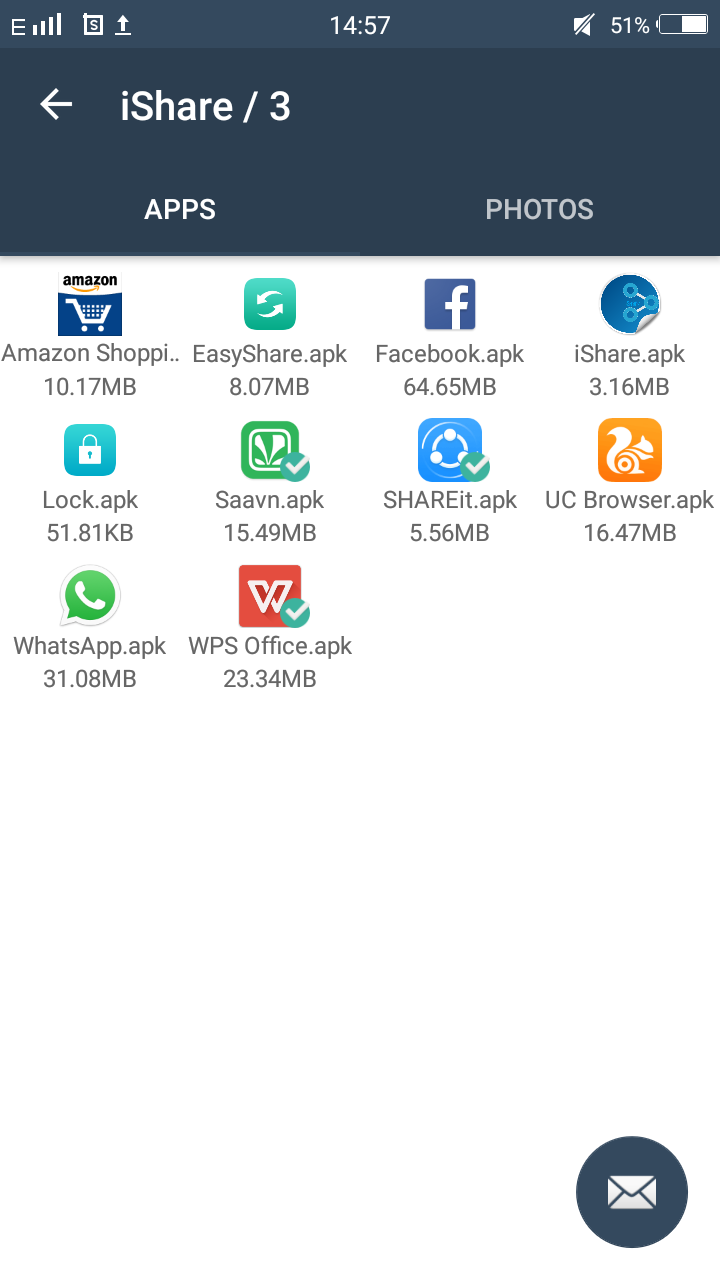 E 14:57 51%
iShare / 3
APPS PHOTOS
amazon
Amazon Shoppi.. EasyShare.apk Facebook.apk iShare.apk
10.17MB 8.07MB 64.65MB 3.16MB
Lock.apk Saavn.apk SHAREit.apk UC Browser.apk
51.81KB 15.49MB 5.56MB 16.47MB
WhatsApp.apk WPS Office.apk
31.08MB 23.34MB